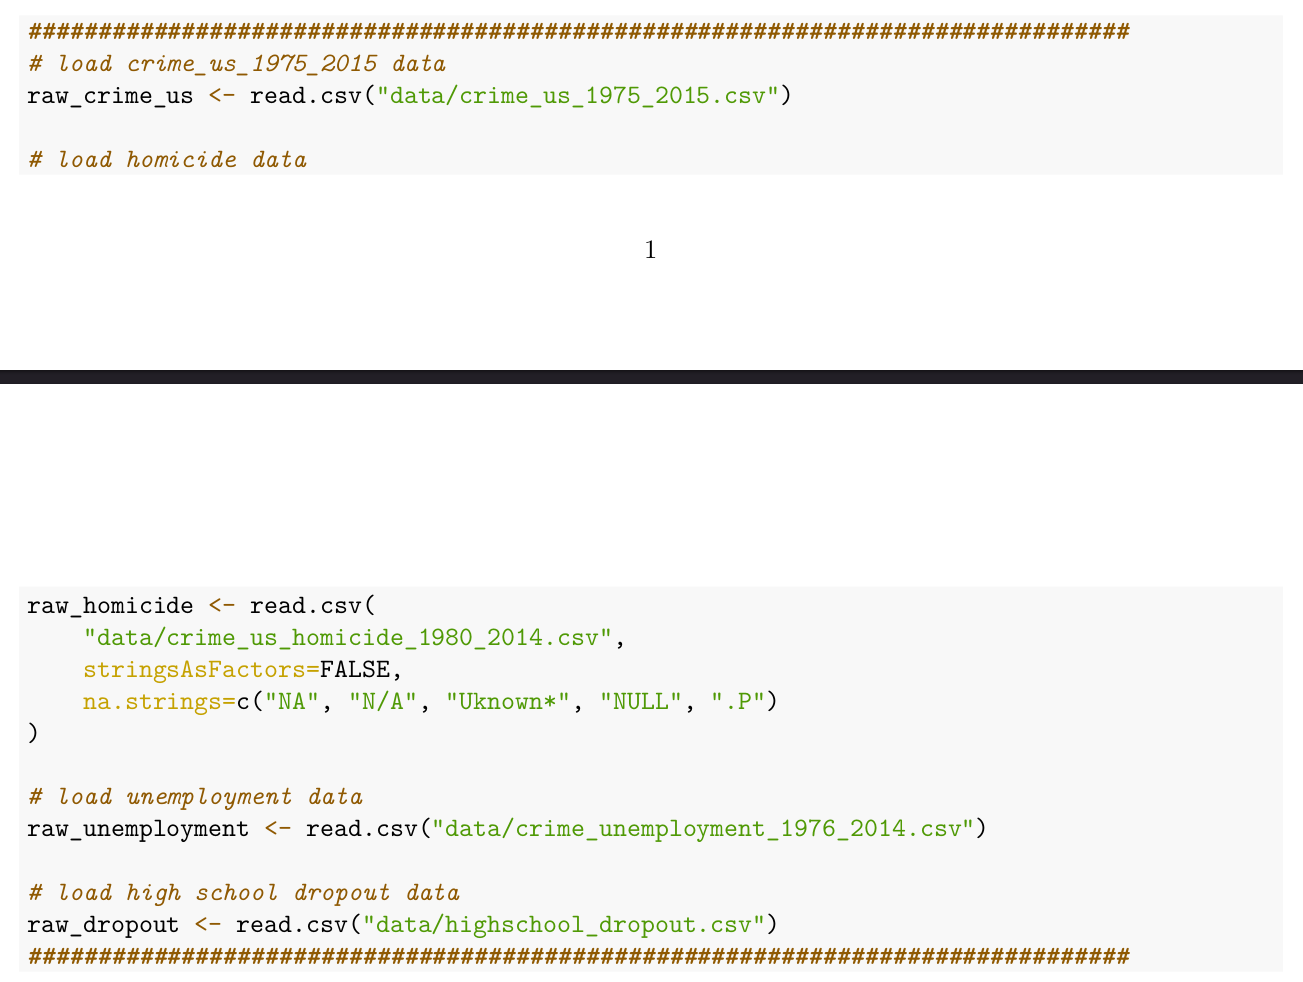 ###############################################################################
# load crime_us_1975_2015 data
raw_crime_us <- read.csv("data/crime_us_1975_2015.csv")
# load homicide data
1
raw_homicide <- read.csv(
    "data/crime_us_homicide_1980_2014.csv",
    stringsAsFactors=FALSE,
    na.strings=c("NA", "N/A", "Uknown*", "NULL", ".P")
)
# load unemployment data
raw_unemployment <- read.csv("data/crime_unemployment_1976_2014.csv")
# load high school dropout data
raw_dropout <- read.csv("data/highschool_dropout.csv")
###############################################################################